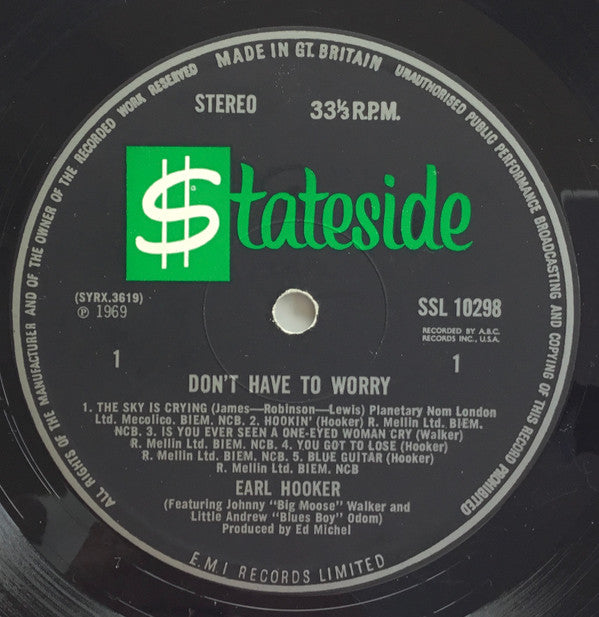 MADE IN GT. BRITAIN
UNAUTHORISED PUBLIC PERFORMANCE BROADCASTING AND COPYING OF THIS RECORD PROHIBITED
ALL RIGHTS OF THE MANUFACTURER AND OF THE OWNER OF THE RECORDED WORK RESERVED
STEREO 33⅓ R.P.M.
$tateside
(SYRX.3619) SSL 10298
℗ 1969
RECORDED BY A.B.C.
RECORDS INC., U.S.A.
1 1
DON'T HAVE TO WORRY
1. THE SKY IS CRYING (James—Robinson—Lewis) Planetary Nom London
Ltd. Mecolico. BIEM. NCB. 2. HOOKIN' (Hooker) R. Mellin Ltd. BIEM.
NCB. 3. IS YOU EVER SEEN A ONE-EYED WOMAN CRY (Walker)
R. Mellin Ltd. BIEM. NCB. 4. YOU GOT TO LOSE (Hooker)
R. Mellin Ltd. BIEM. NCB. 5. BLUE GUITAR (Hooker)
R. Mellin Ltd. BIEM. NCB
EARL HOOKER
(Featuring Johnny "Big Moose" Walker and
Little Andrew "Blues Boy" Odom)
Produced by Ed Michel
E.M.I RECORDS LIMITED